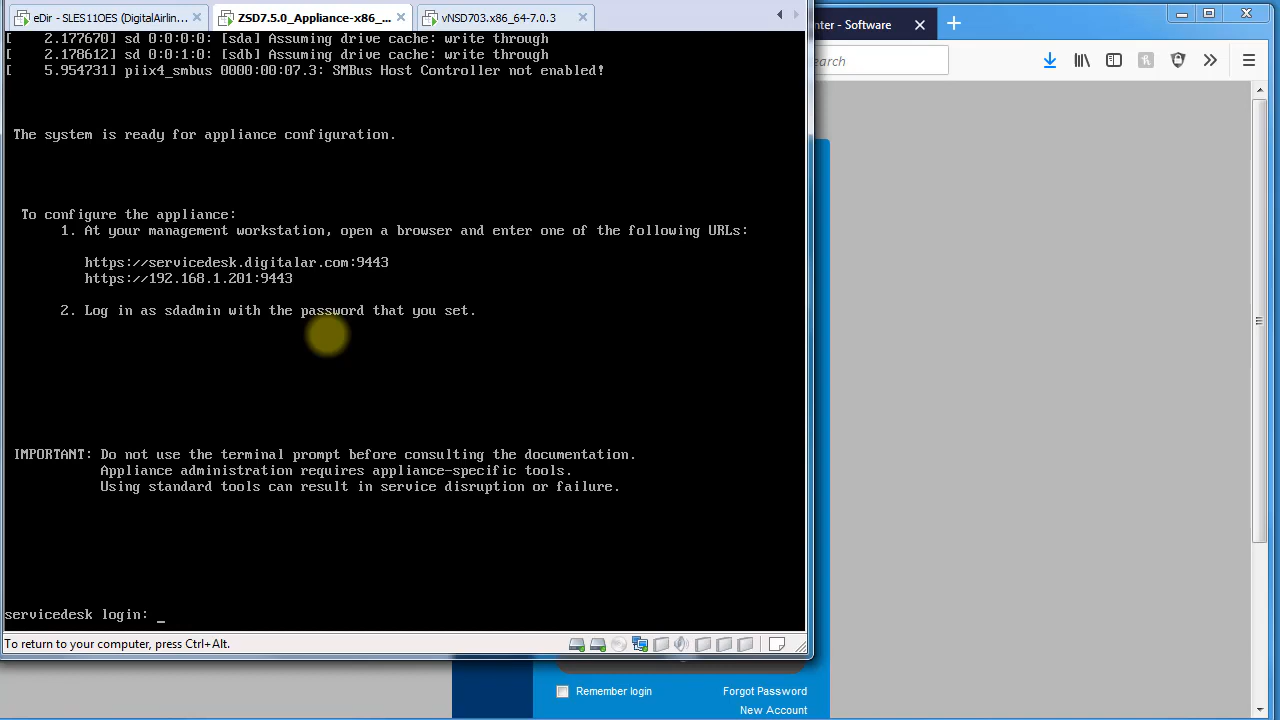 eDir - SLES11OES (DigitalAirlin...
ZSD7.5.0_Appliance-x86_...
vNSD703.x86_64-7.0.3
nter - Software
[    2.177670] sd 0:0:0:0: [sda] Assuming drive cache: write through
[    2.178612] sd 0:0:1:0: [sdb] Assuming drive cache: write through
[    5.954731] piix4_smbus 0000:00:07.3: SMBus Host Controller not enabled!
earch
The system is ready for appliance configuration.
To configure the appliance:
1. At your management workstation, open a browser and enter one of the following URLs:
https://servicedesk.digitalar.com:9443
https://192.168.1.201:9443
2. Log in as sdadmin with the password that you set.
IMPORTANT: Do not use the terminal prompt before consulting the documentation.
Appliance administration requires appliance-specific tools.
Using standard tools can result in service disruption or failure.
servicedesk login: _
To return to your computer, press Ctrl+Alt.
Remember login
Forgot Password
New Account